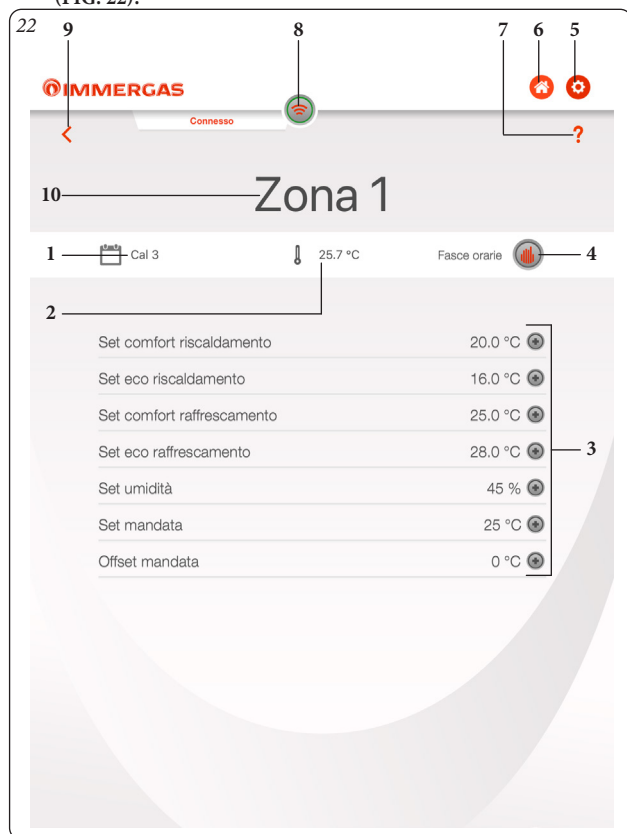 (FIG. 22).
22 9 8 7 6 5
IMMERGAS
Connesso
?
10 Zona 1
1 Cal 3 25.7 °C Fasce orarie 4
2
Set comfort riscaldamento 20.0 °C
Set eco riscaldamento 16.0 °C
Set comfort raffrescamento 25.0 °C
Set eco raffrescamento 28.0 °C 3
Set umidità 45 %
Set mandata 25 °C
Offset mandata 0 °C